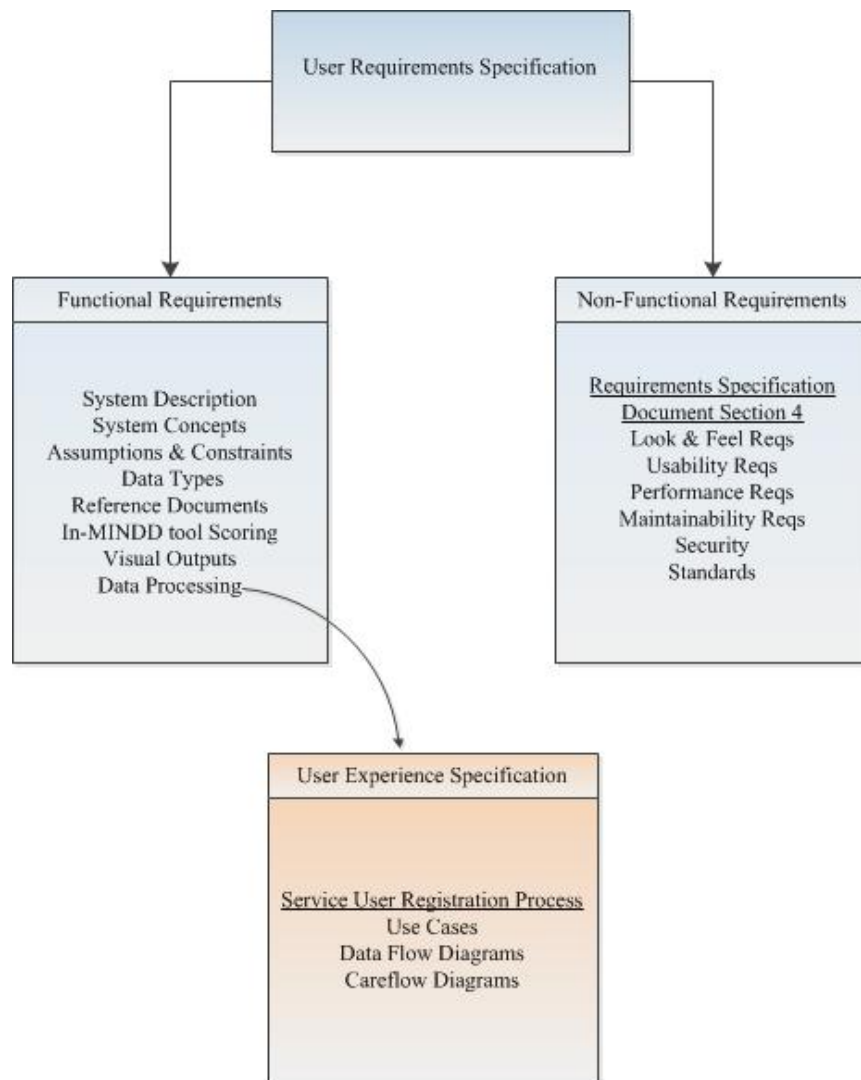 User Requirements Specification
Functional Requirements
System Description
System Concepts
Assumptions & Constraints
Data Types
Reference Documents
In-MINDD tool Scoring
Visual Outputs
Data Processing
Non-Functional Requirements
Requirements Specification
Document Section 4
Look & Feel Reqs
Usability Reqs
Performance Reqs
Maintainability Reqs
Security
Standards
User Experience Specification
Service User Registration Process
Use Cases
Data Flow Diagrams
Careflow Diagrams